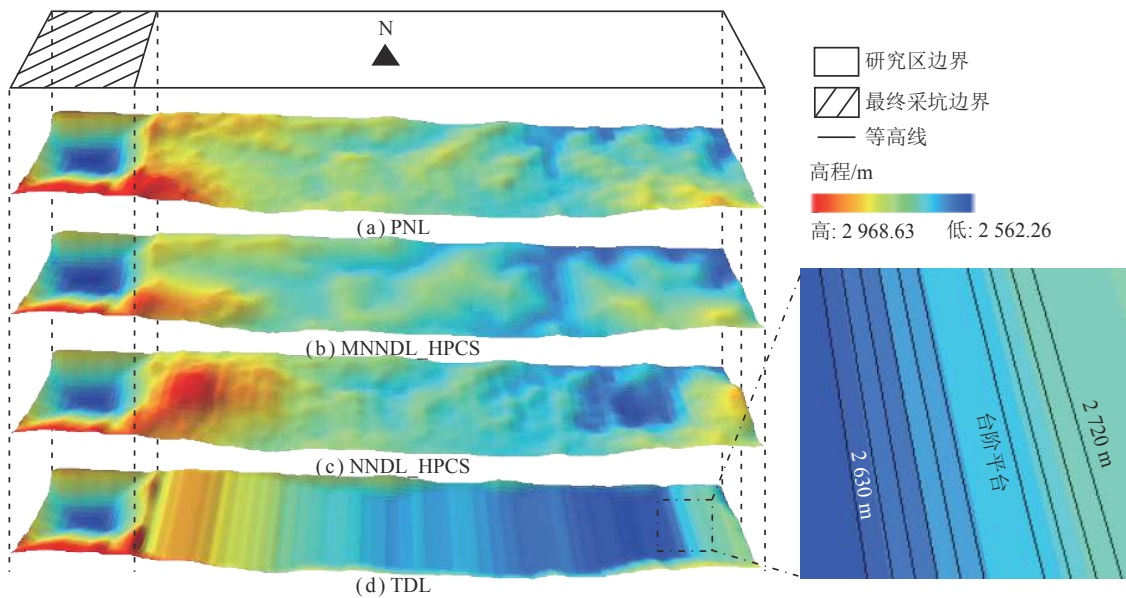 N
研究区边界
最终采坑边界
等高线
高程/m
高: 2 968.63 低: 2 562.26
(a) PNL
(b) MNNDL_HPCS
(c) NNDL_HPCS
(d) TDL
2 630 m
台阶平台
2 720 m